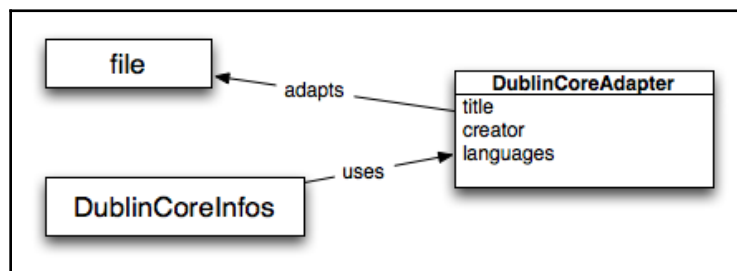 file
adapts
DublinCoreAdapter
title
creator
languages
uses
DublinCoreInfos